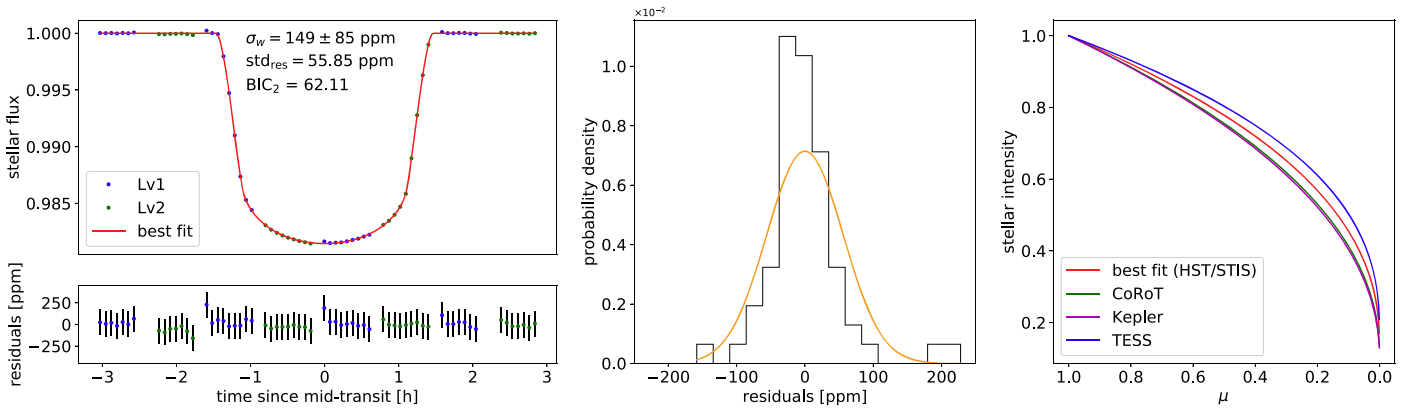 1.000
0.995
0.990
0.985
stellar flux
σ_w = 149 ± 85 ppm
std_res = 55.85 ppm
BIC_2 = 62.11
Lv1
Lv2
best fit
250
0
−250
residuals [ppm]
−3 −2 −1 0 1 2 3
time since mid-transit [h]
×10⁻²
1.0
0.8
0.6
0.4
0.2
0.0
probability density
−200 −100 0 100 200
residuals [ppm]
1.0
0.8
0.6
0.4
0.2
stellar intensity
best fit (HST/STIS)
CoRoT
Kepler
TESS
1.0 0.8 0.6 0.4 0.2 0.0
μ